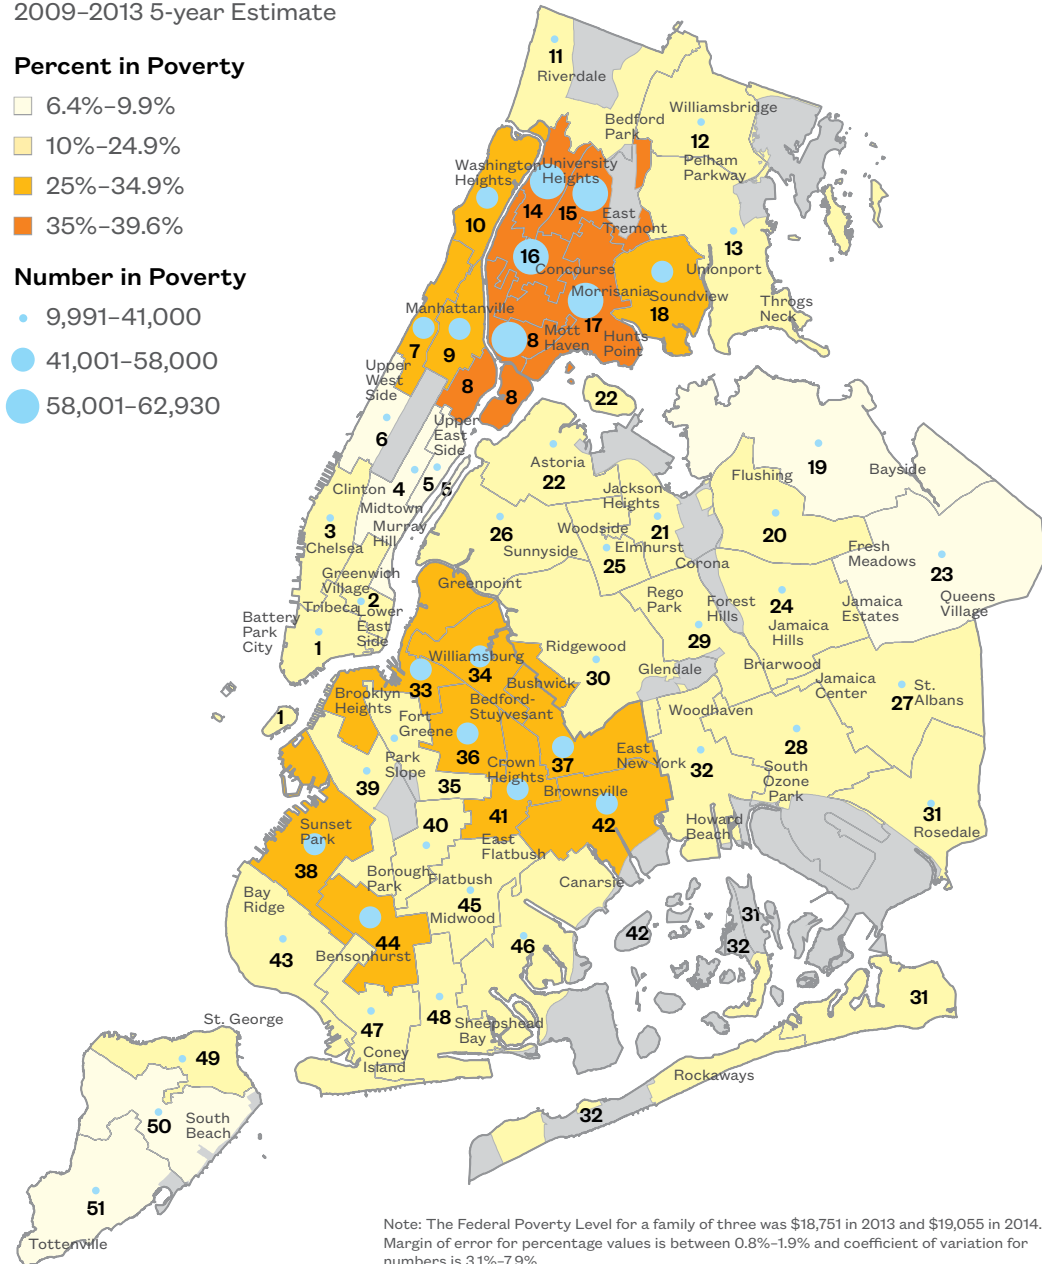 2009–2013 5-year Estimate
Percent in Poverty
6.4%–9.9%
10%–24.9%
25%–34.9%
35%–39.6%
Number in Poverty
9,991–41,000
41,001–58,000
58,001–62,930
11
Riverdale
Williamsbridge
Bedford
Park
12
Pelham
Parkway
Washington
Heights
University
Heights
14
15
10
East
Tremont
13
16
Concourse
Unionport
Morrisania
Soundview
18
Throgs
Neck
Manhattanville
17
7
9
8
Mott
Haven
Hunts
Point
Upper
West
Side
8
8
22
6
Upper
East
Side
Astoria
22
19
Bayside
Flushing
Clinton
4
5
5
Midtown
Jackson
Heights
3
Chelsea
Murray
Hill
26
Sunnyside
Woodside
21
Elmhurst
25
Corona
20
Fresh
Meadows
23
Queens
Village
Greenwich
Village
Greenpoint
Tribeca
2
Lower
East
Side
Battery
Park
City
1
Rego
Park
Forest
Hills
24
Jamaica
Hills
Jamaica
Estates
29
Ridgewood
30
Glendale
Briarwood
Williamsburg
34
33
Bushwick
Jamaica
Center
27
St.
Albans
Brooklyn
Heights
Bedford-
Stuyvesant
Woodhaven
1
Fort
Greene
36
37
East
New York
32
28
South
Ozone
Park
Park
Slope
39
35
Crown
Heights
Brownsville
42
41
40
31
Rosedale
Howard
Beach
Sunset
Park
38
East
Flatbush
Borough
Park
Flatbush
Canarsie
Bay
Ridge
45
Midwood
44
Bensonhurst
43
46
42
31
32
31
47
48
Sheepshead
Bay
Coney
Island
St. George
49
Rockaways
32
50
South
Beach
51
Tottenville
Note: The Federal Poverty Level for a family of three was $18,751 in 2013 and $19,055 in 2014.
Margin of error for percentage values is between 0.8%–1.9% and coefficient of variation for
numbers is 3.1%–7.9%